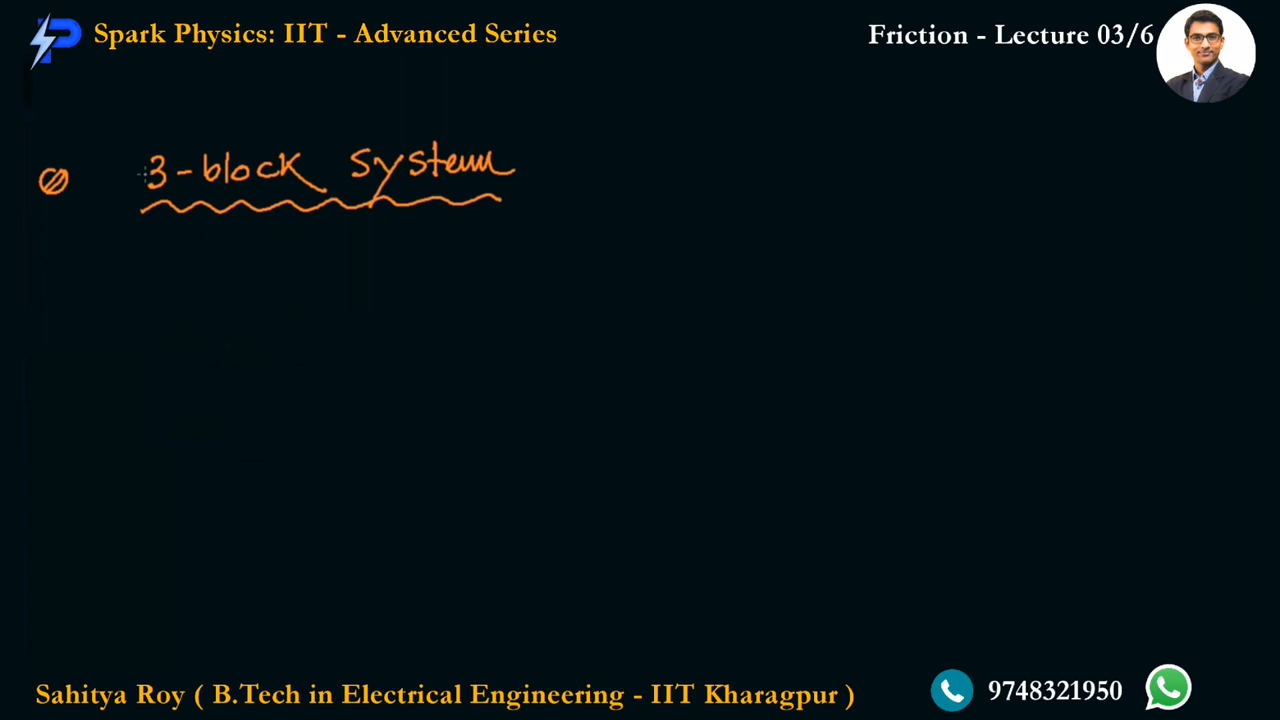 Spark Physics: IIT - Advanced Series
Friction - Lecture 03/6
3-block system
Sahitya Roy ( B.Tech in Electrical Engineering - IIT Kharagpur )
9748321950